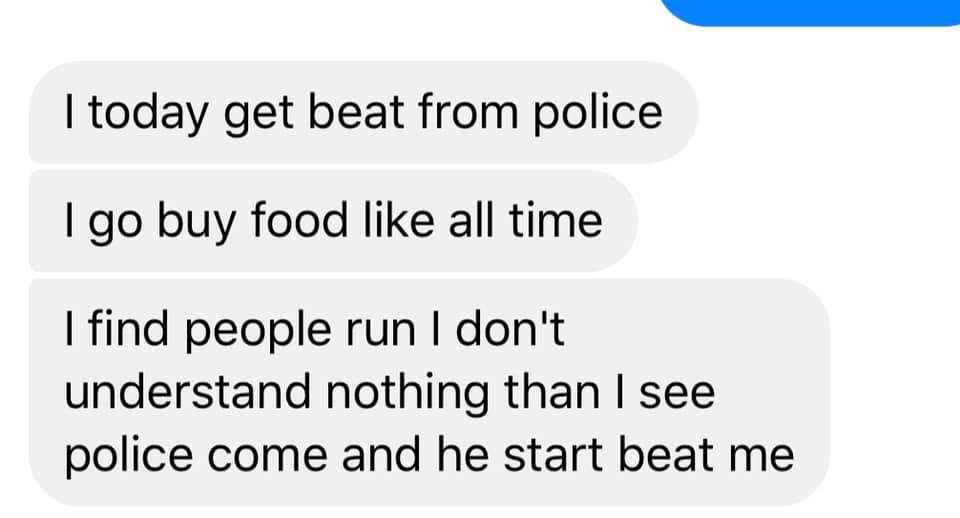 I today get beat from police
I go buy food like all time
I find people run I don't
understand nothing than I see
police come and he start beat me